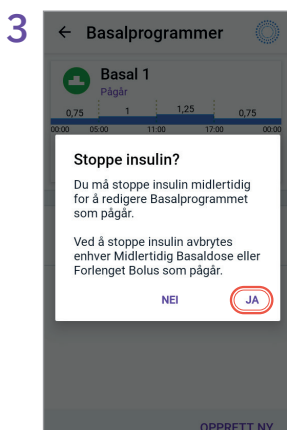 3
Basalprogrammer
Basal 1
Pågår
0,75 1 1,25 0,75
00:00 05:00 11:00 17:00 00:00
Stoppe insulin?
Du må stoppe insulin midlertidig
for å redigere Basalprogrammet
som pågår.
Ved å stoppe insulin avbrytes
enhver Midlertidig Basaldose eller
Forlenget Bolus som pågår.
NEI JA
OPPRETT NY